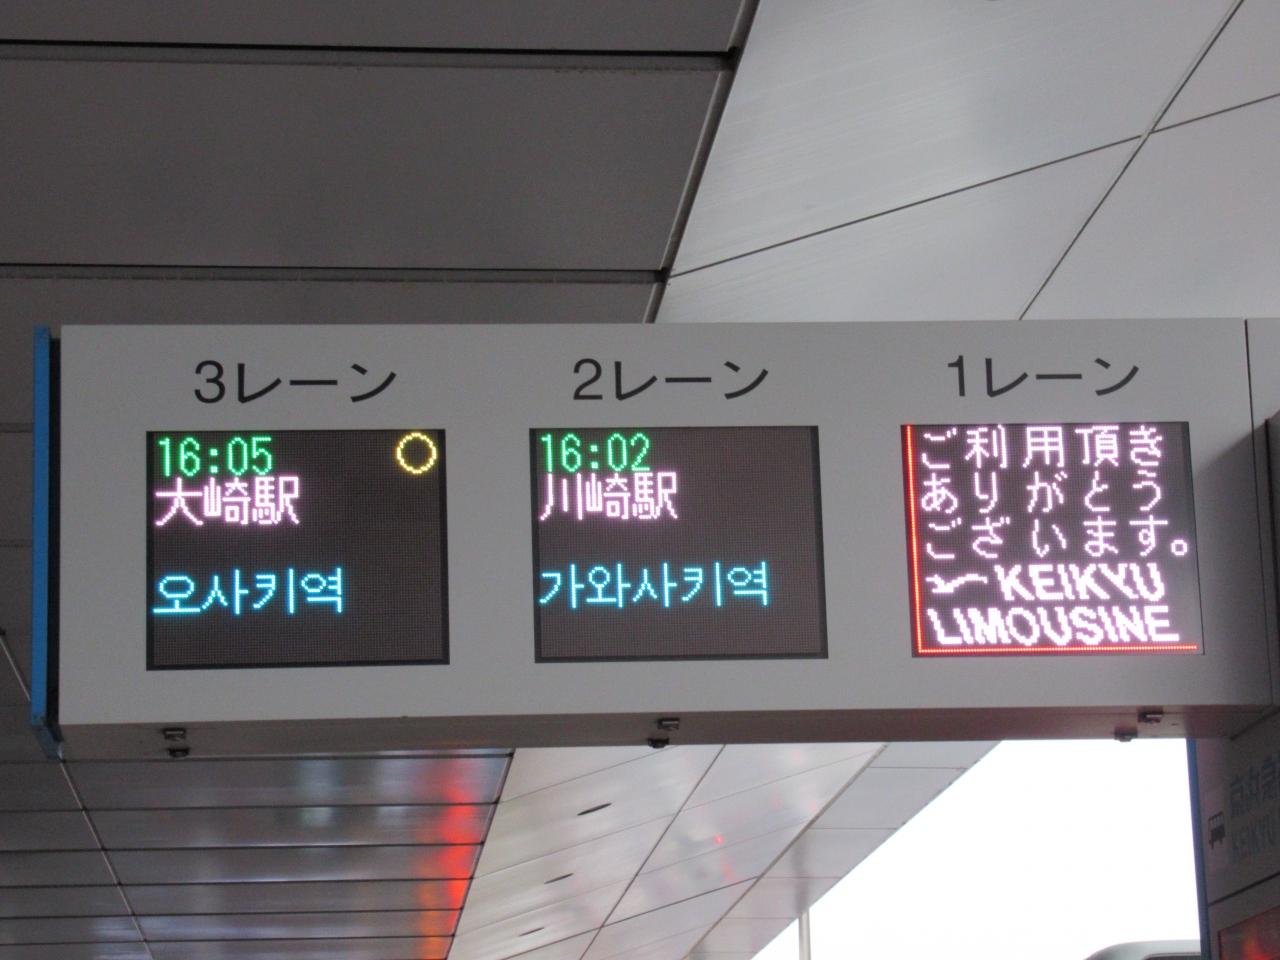 3レーン
16:05 ○
大崎駅
오사키역
2レーン
16:02
川崎駅
가와사키역
1レーン
ご利用頂き
ありがとう
ございます。
KEIKYU
LIMOUSINE